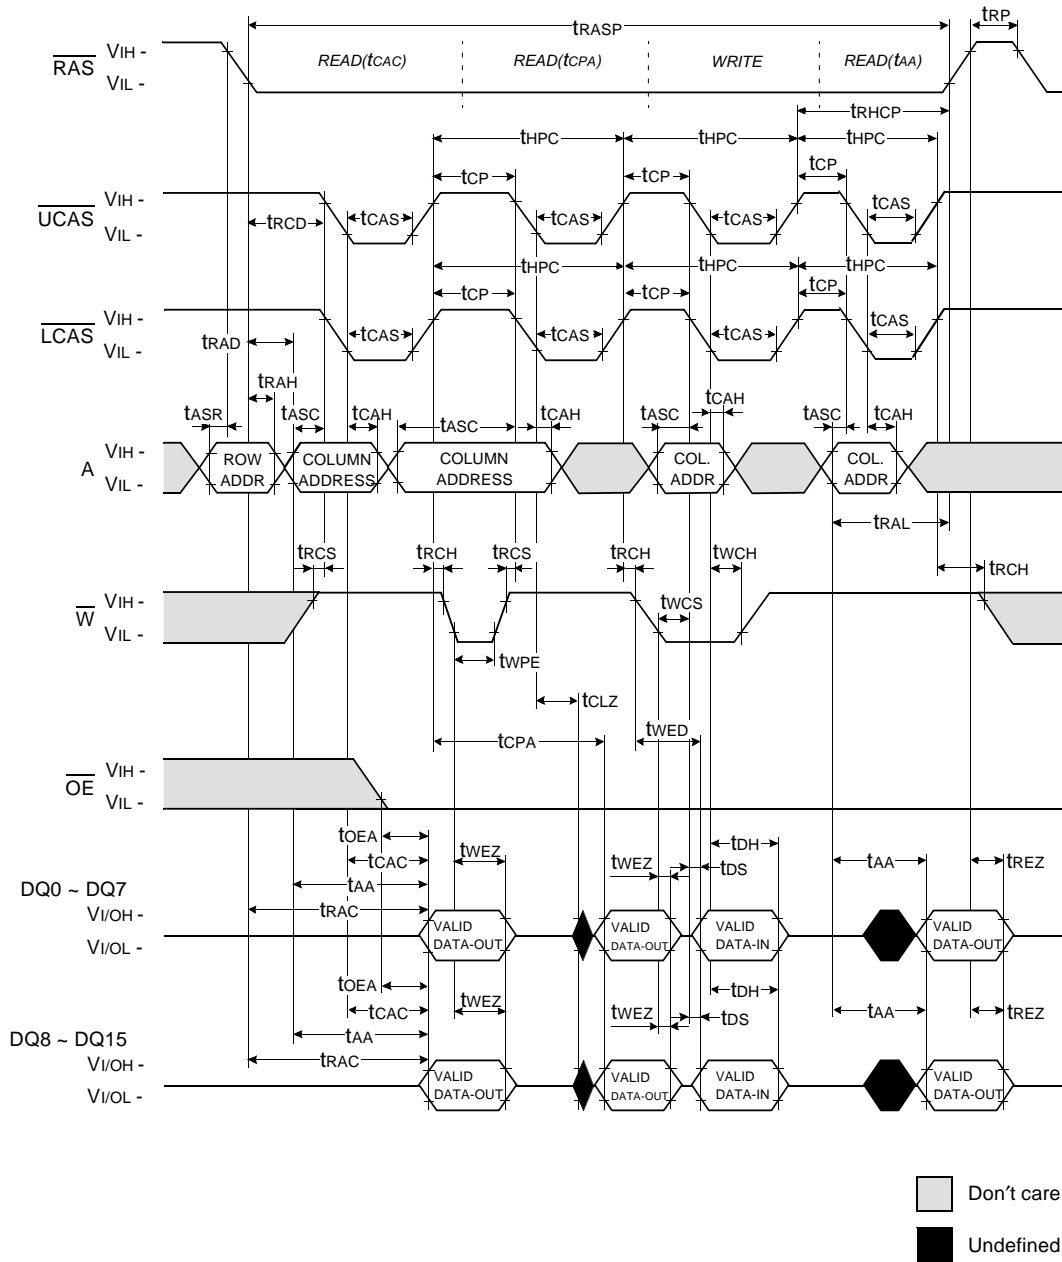 tRASP tRP
RAS VIH - VIL - READ(tCAC) READ(tCPA) WRITE READ(tAA)
tRHCP
tHPC tHPC tHPC
tCP tCP tCP
UCAS VIH - VIL - tRCD tCAS tCAS tCAS tCAS
tHPC tHPC tHPC
tCP tCP tCP
LCAS VIH - VIL - tCAS tCAS tCAS tCAS
tRAD
tRAH
tASR tASC tCAH tASC tCAH tASC tCAH tASC tCAH
A VIH - VIL -
ROW ADDR
COLUMN ADDRESS
COLUMN ADDRESS
COL. ADDR
COL. ADDR
tRAL
tRCS tRCH tRCS tRCH tWCH tRCH
W VIH - VIL - tWCS
tWPE
tCLZ
tCPA tWED
OE VIH - VIL -
tOEA tWEZ tWEZ tDH
tCAC tDS tAA tREZ
DQ0 ~ DQ7 tAA
VI/OH - tRAC
VI/OL -
VALID DATA-OUT
VALID DATA-OUT
VALID DATA-IN
VALID DATA-OUT
tOEA tWEZ tWEZ tDH
tCAC tDS tAA tREZ
DQ8 ~ DQ15 tAA
VI/OH - tRAC
VI/OL -
VALID DATA-OUT
VALID DATA-OUT
VALID DATA-IN
VALID DATA-OUT
Don't care
Undefined